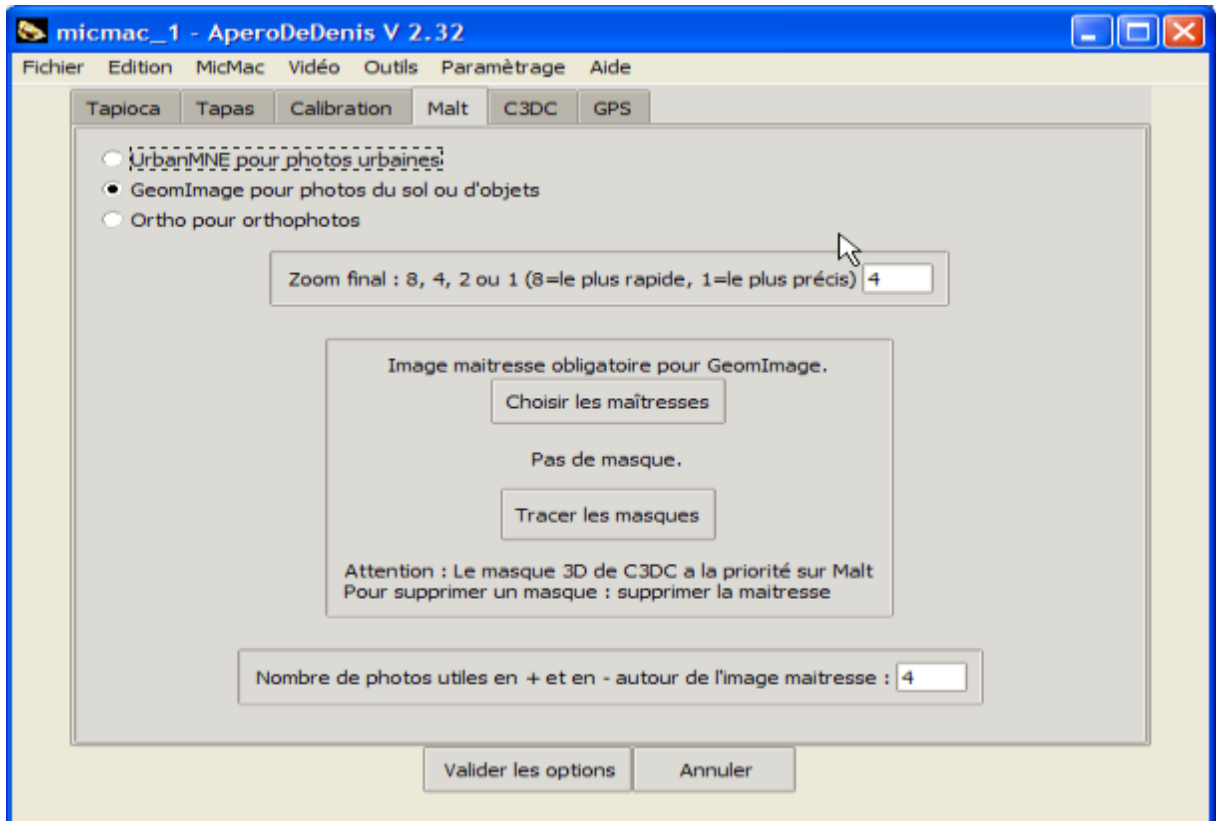 micmac_1 - AperoDeDenis V 2.32
Fichier Edition MicMac Vidéo Outils Paramètrage Aide
Tapioca Tapas Calibration Malt C3DC GPS
UrbanMNE pour photos urbaines
GeomImage pour photos du sol ou d'objets
Ortho pour orthophotos
Zoom final : 8, 4, 2 ou 1 (8=le plus rapide, 1=le plus précis) 4
Image maitresse obligatoire pour GeomImage.
Choisir les maîtresses
Pas de masque.
Tracer les masques
Attention : Le masque 3D de C3DC a la priorité sur Malt
Pour supprimer un masque : supprimer la maitresse
Nombre de photos utiles en + et en - autour de l'image maitresse : 4
Valider les options Annuler